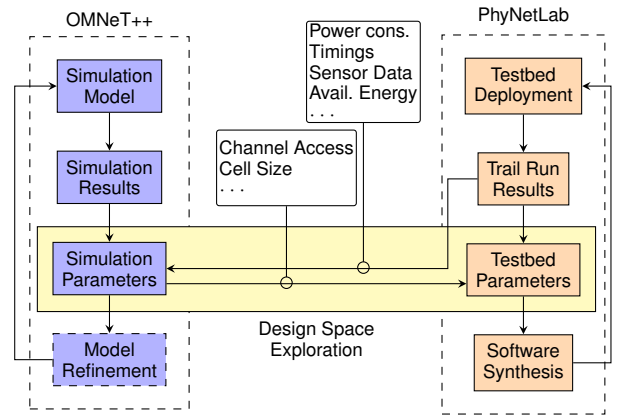 OMNeT++
PhyNetLab
Power cons.
Timings
Sensor Data
Avail. Energy
. . .
Simulation
Model
Testbed
Deployment
Channel Access
Cell Size
. . .
Simulation
Results
Trail Run
Results
Simulation
Parameters
Testbed
Parameters
Design Space
Exploration
Model
Refinement
Software
Synthesis